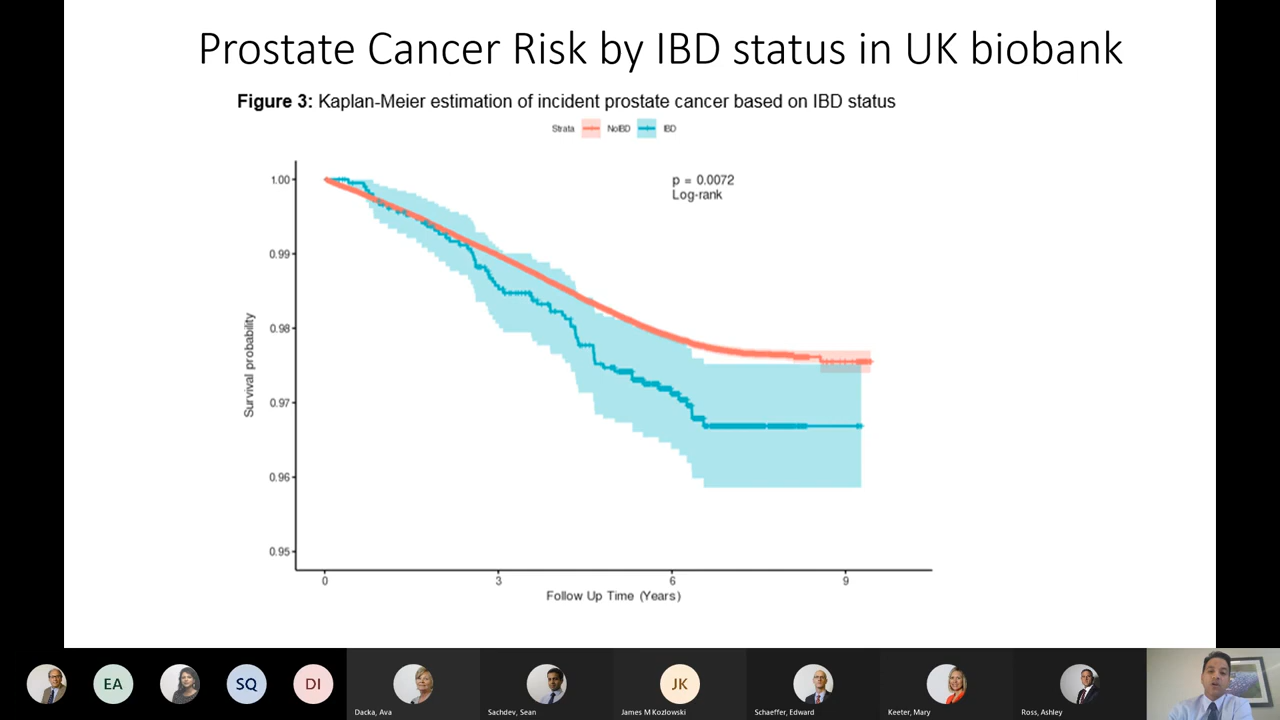 Prostate Cancer Risk by IBD status in UK biobank
Figure 3: Kaplan-Meier estimation of incident prostate cancer based on IBD status
Strata NoIBD IBD
p = 0.0072
Log-rank
1.00
0.99
0.98
0.97
0.96
0.95
Survival probability
0 3 6 9
Follow Up Time (Years)
EA SQ DI JK
Dacka, Ava Sachdev, Sean James M Kozlowski Schaeffer, Edward Keeter, Mary Ross, Ashley